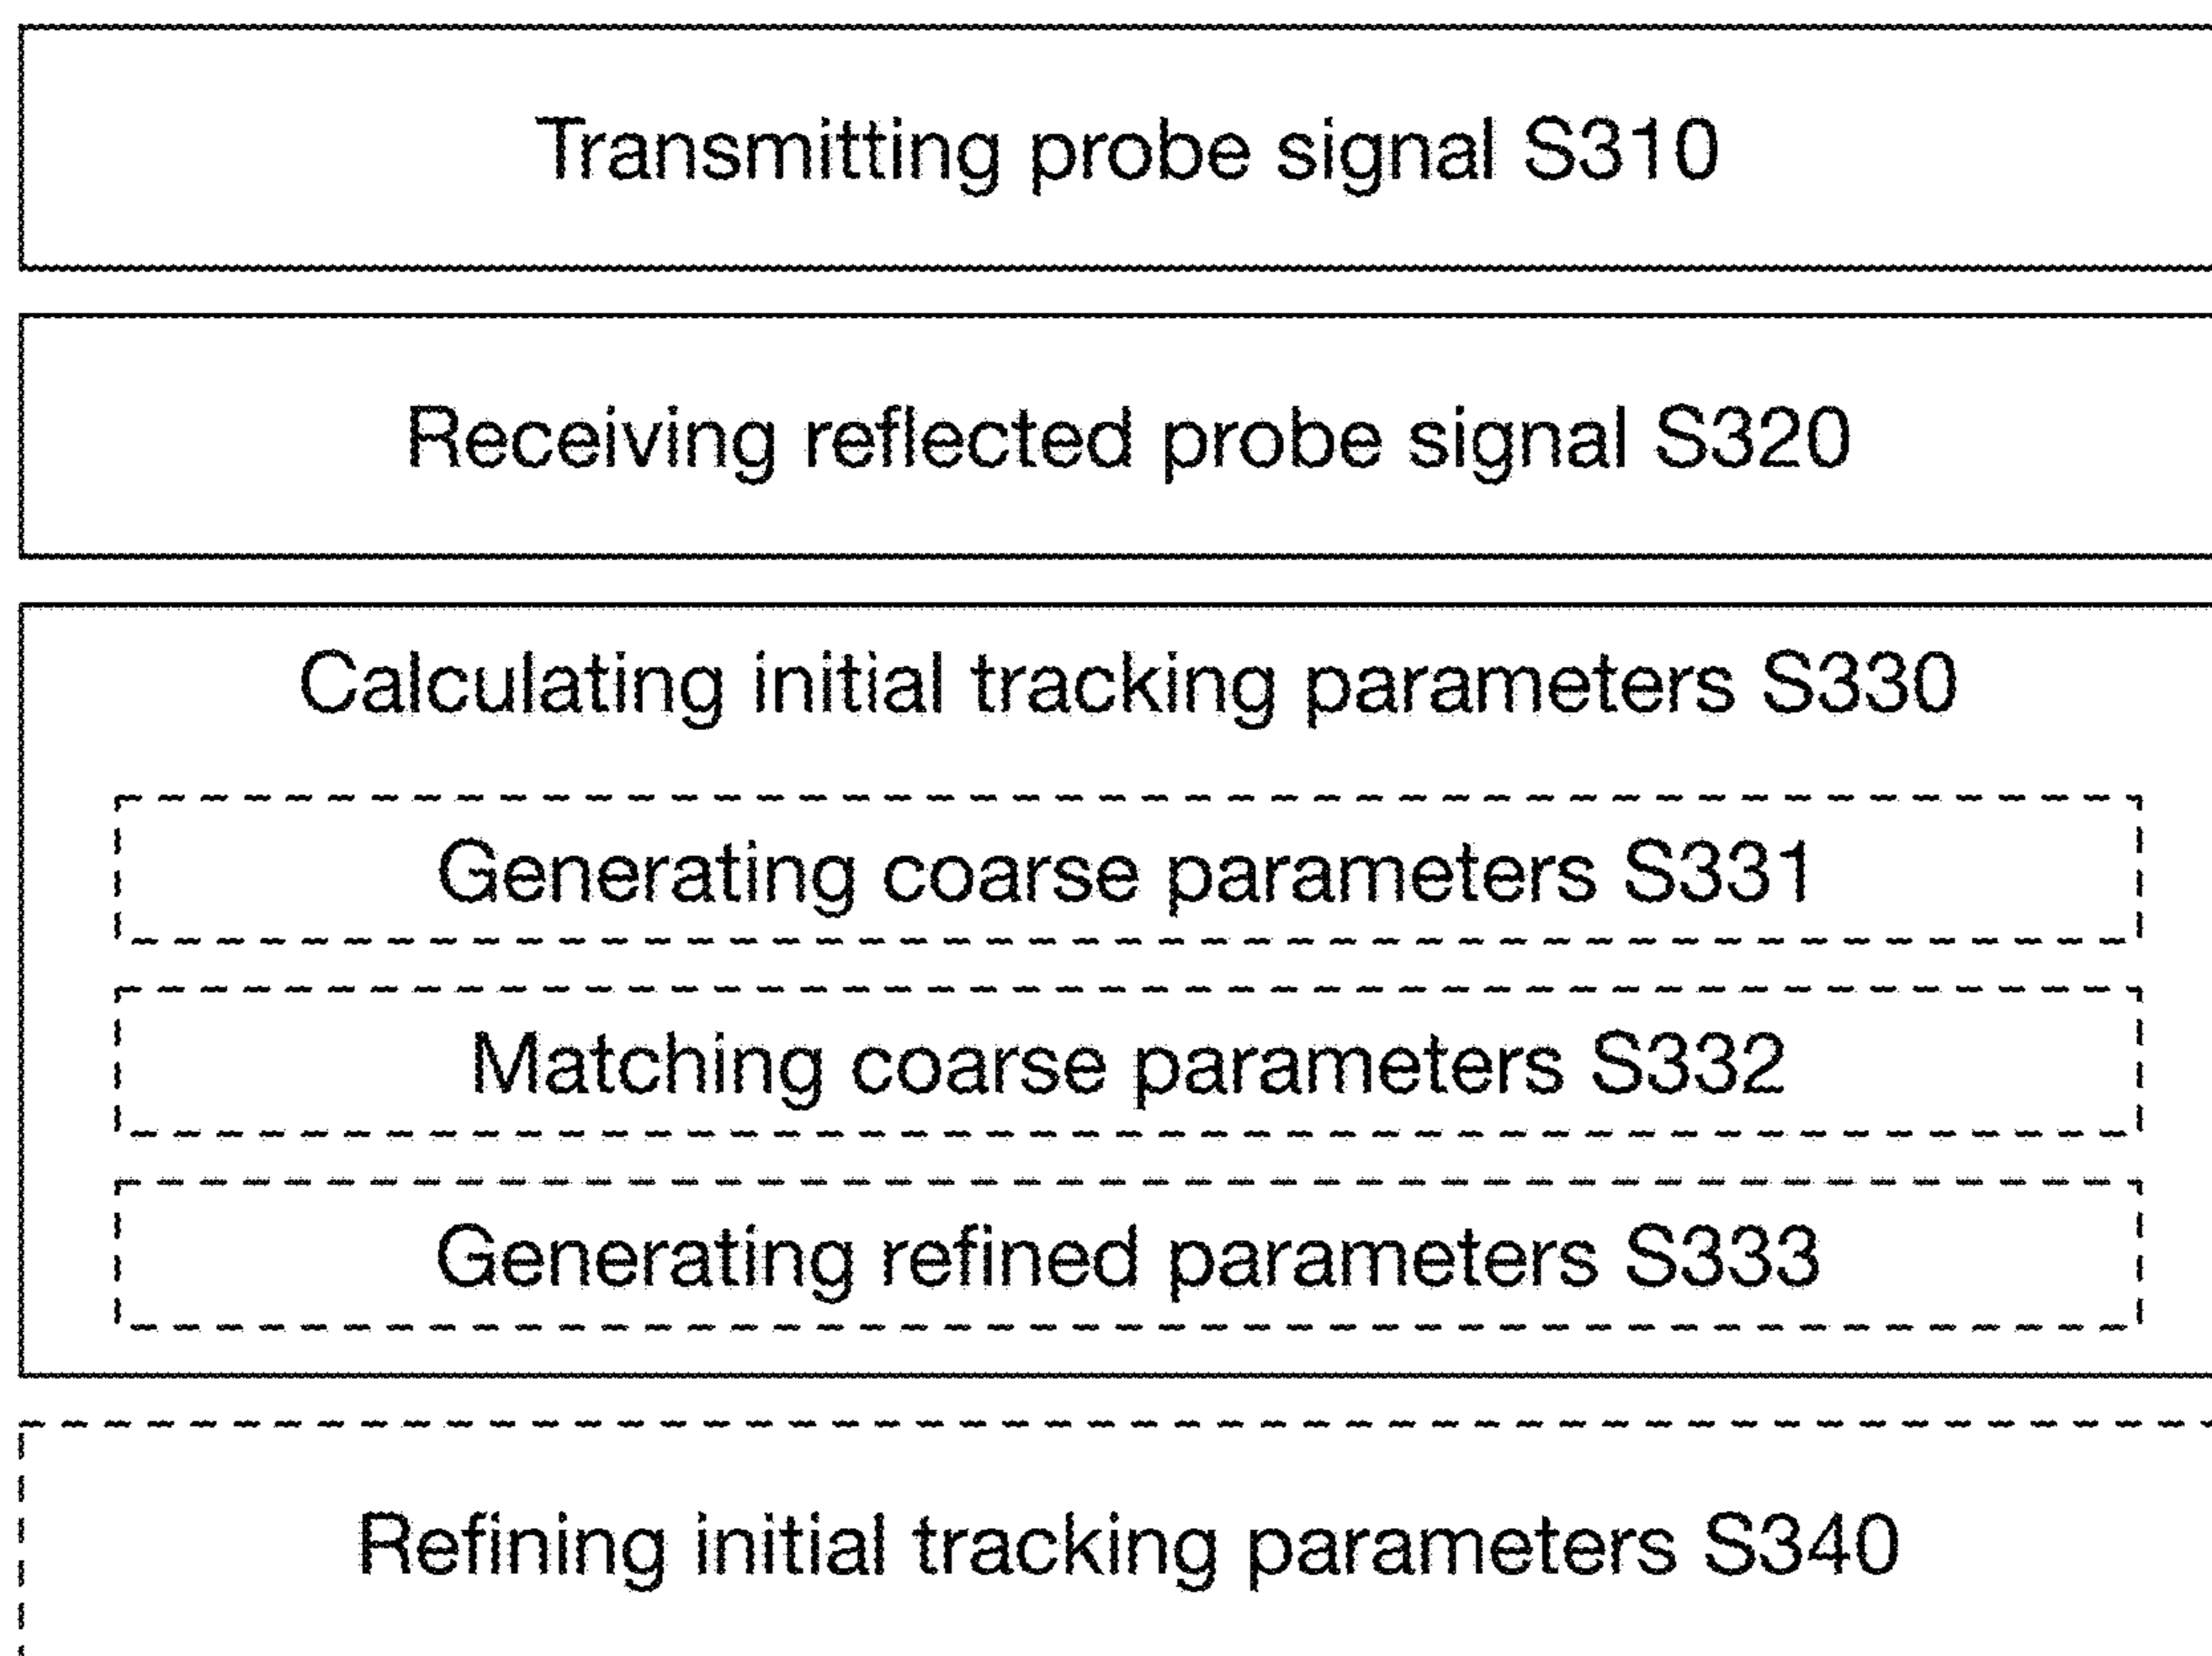 Transmitting probe signal S310
Receiving reflected probe signal S320
Calculating initial tracking parameters S330
Generating coarse parameters S331
Matching coarse parameters S332
Generating refined parameters S333
Refining initial tracking parameters S340